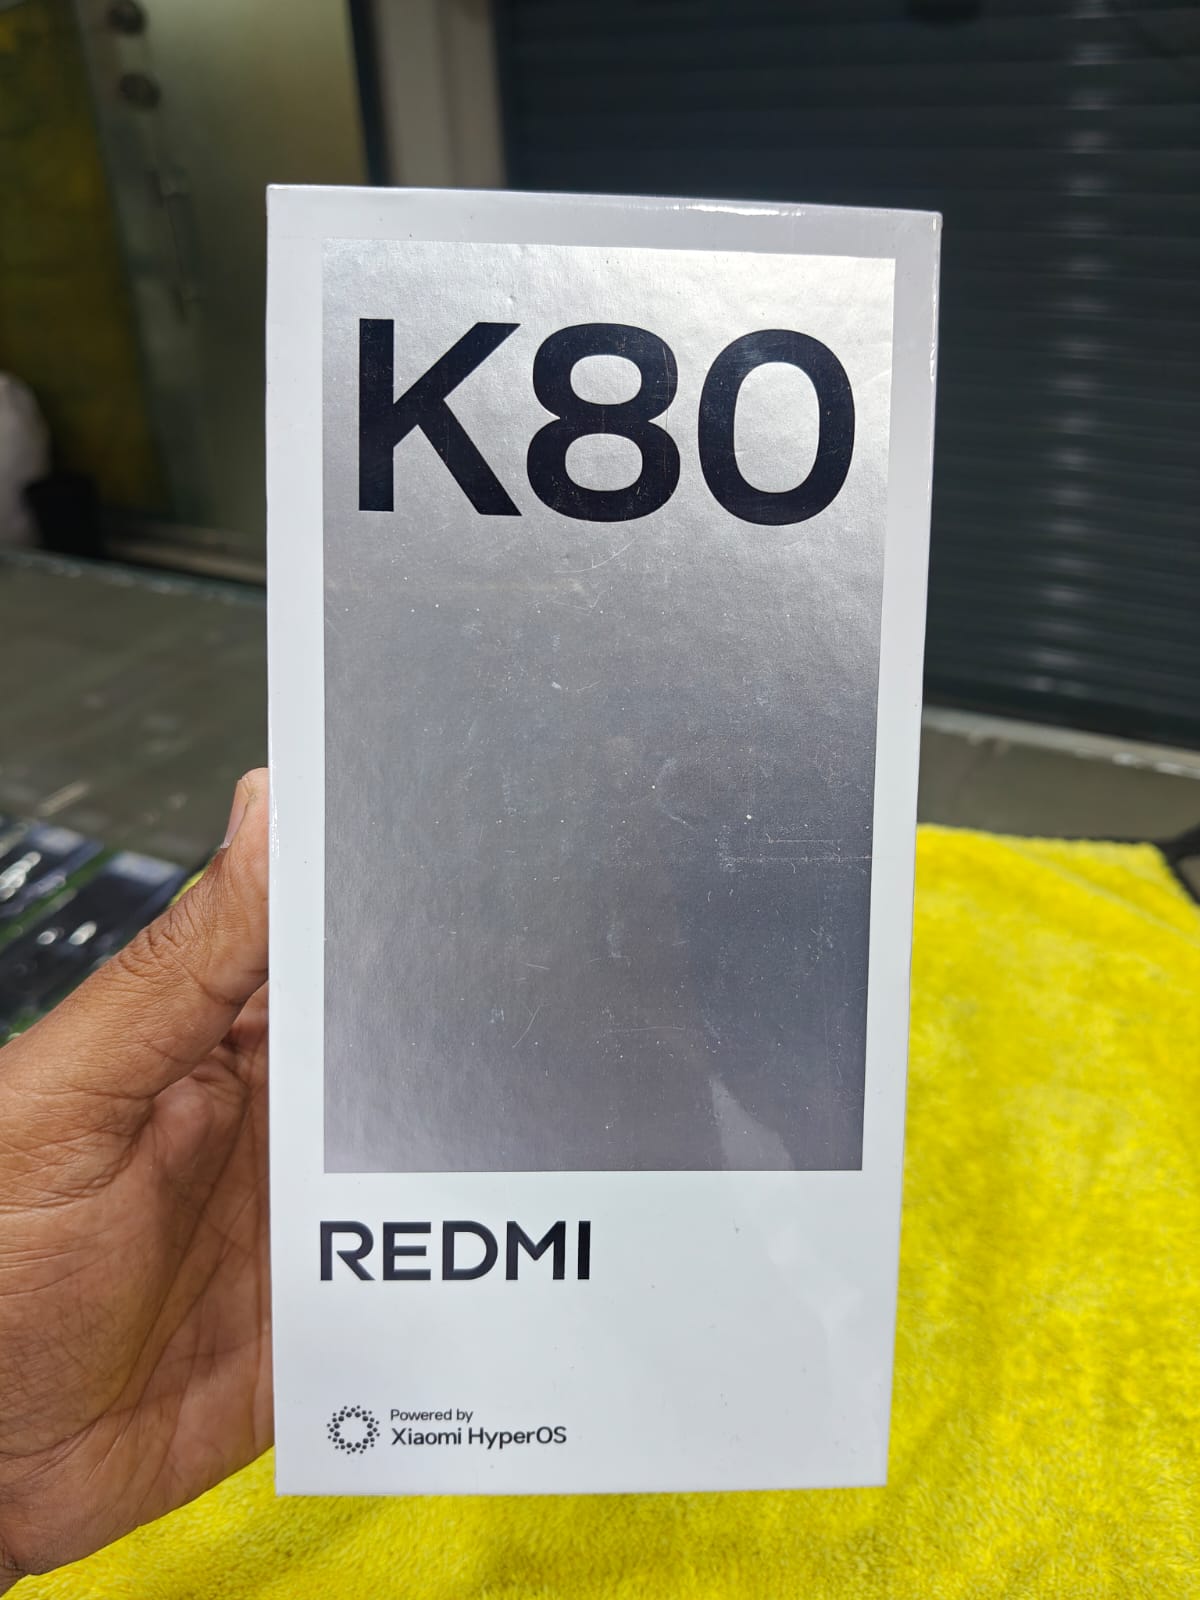 K80
REDMI
Powered by
Xiaomi HyperOS